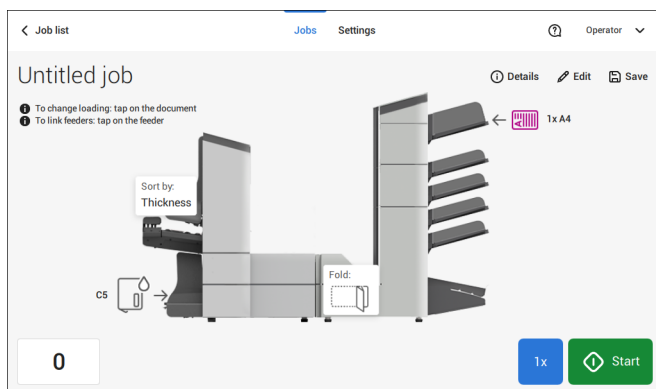 Job list
Jobs
Settings
Operator
Untitled job
Details
Edit
Save
To change loading: tap on the document
To link feeders: tap on the feeder
1x A4
A
Sort by:
Thickness
Fold:
C5
0
1x
Start